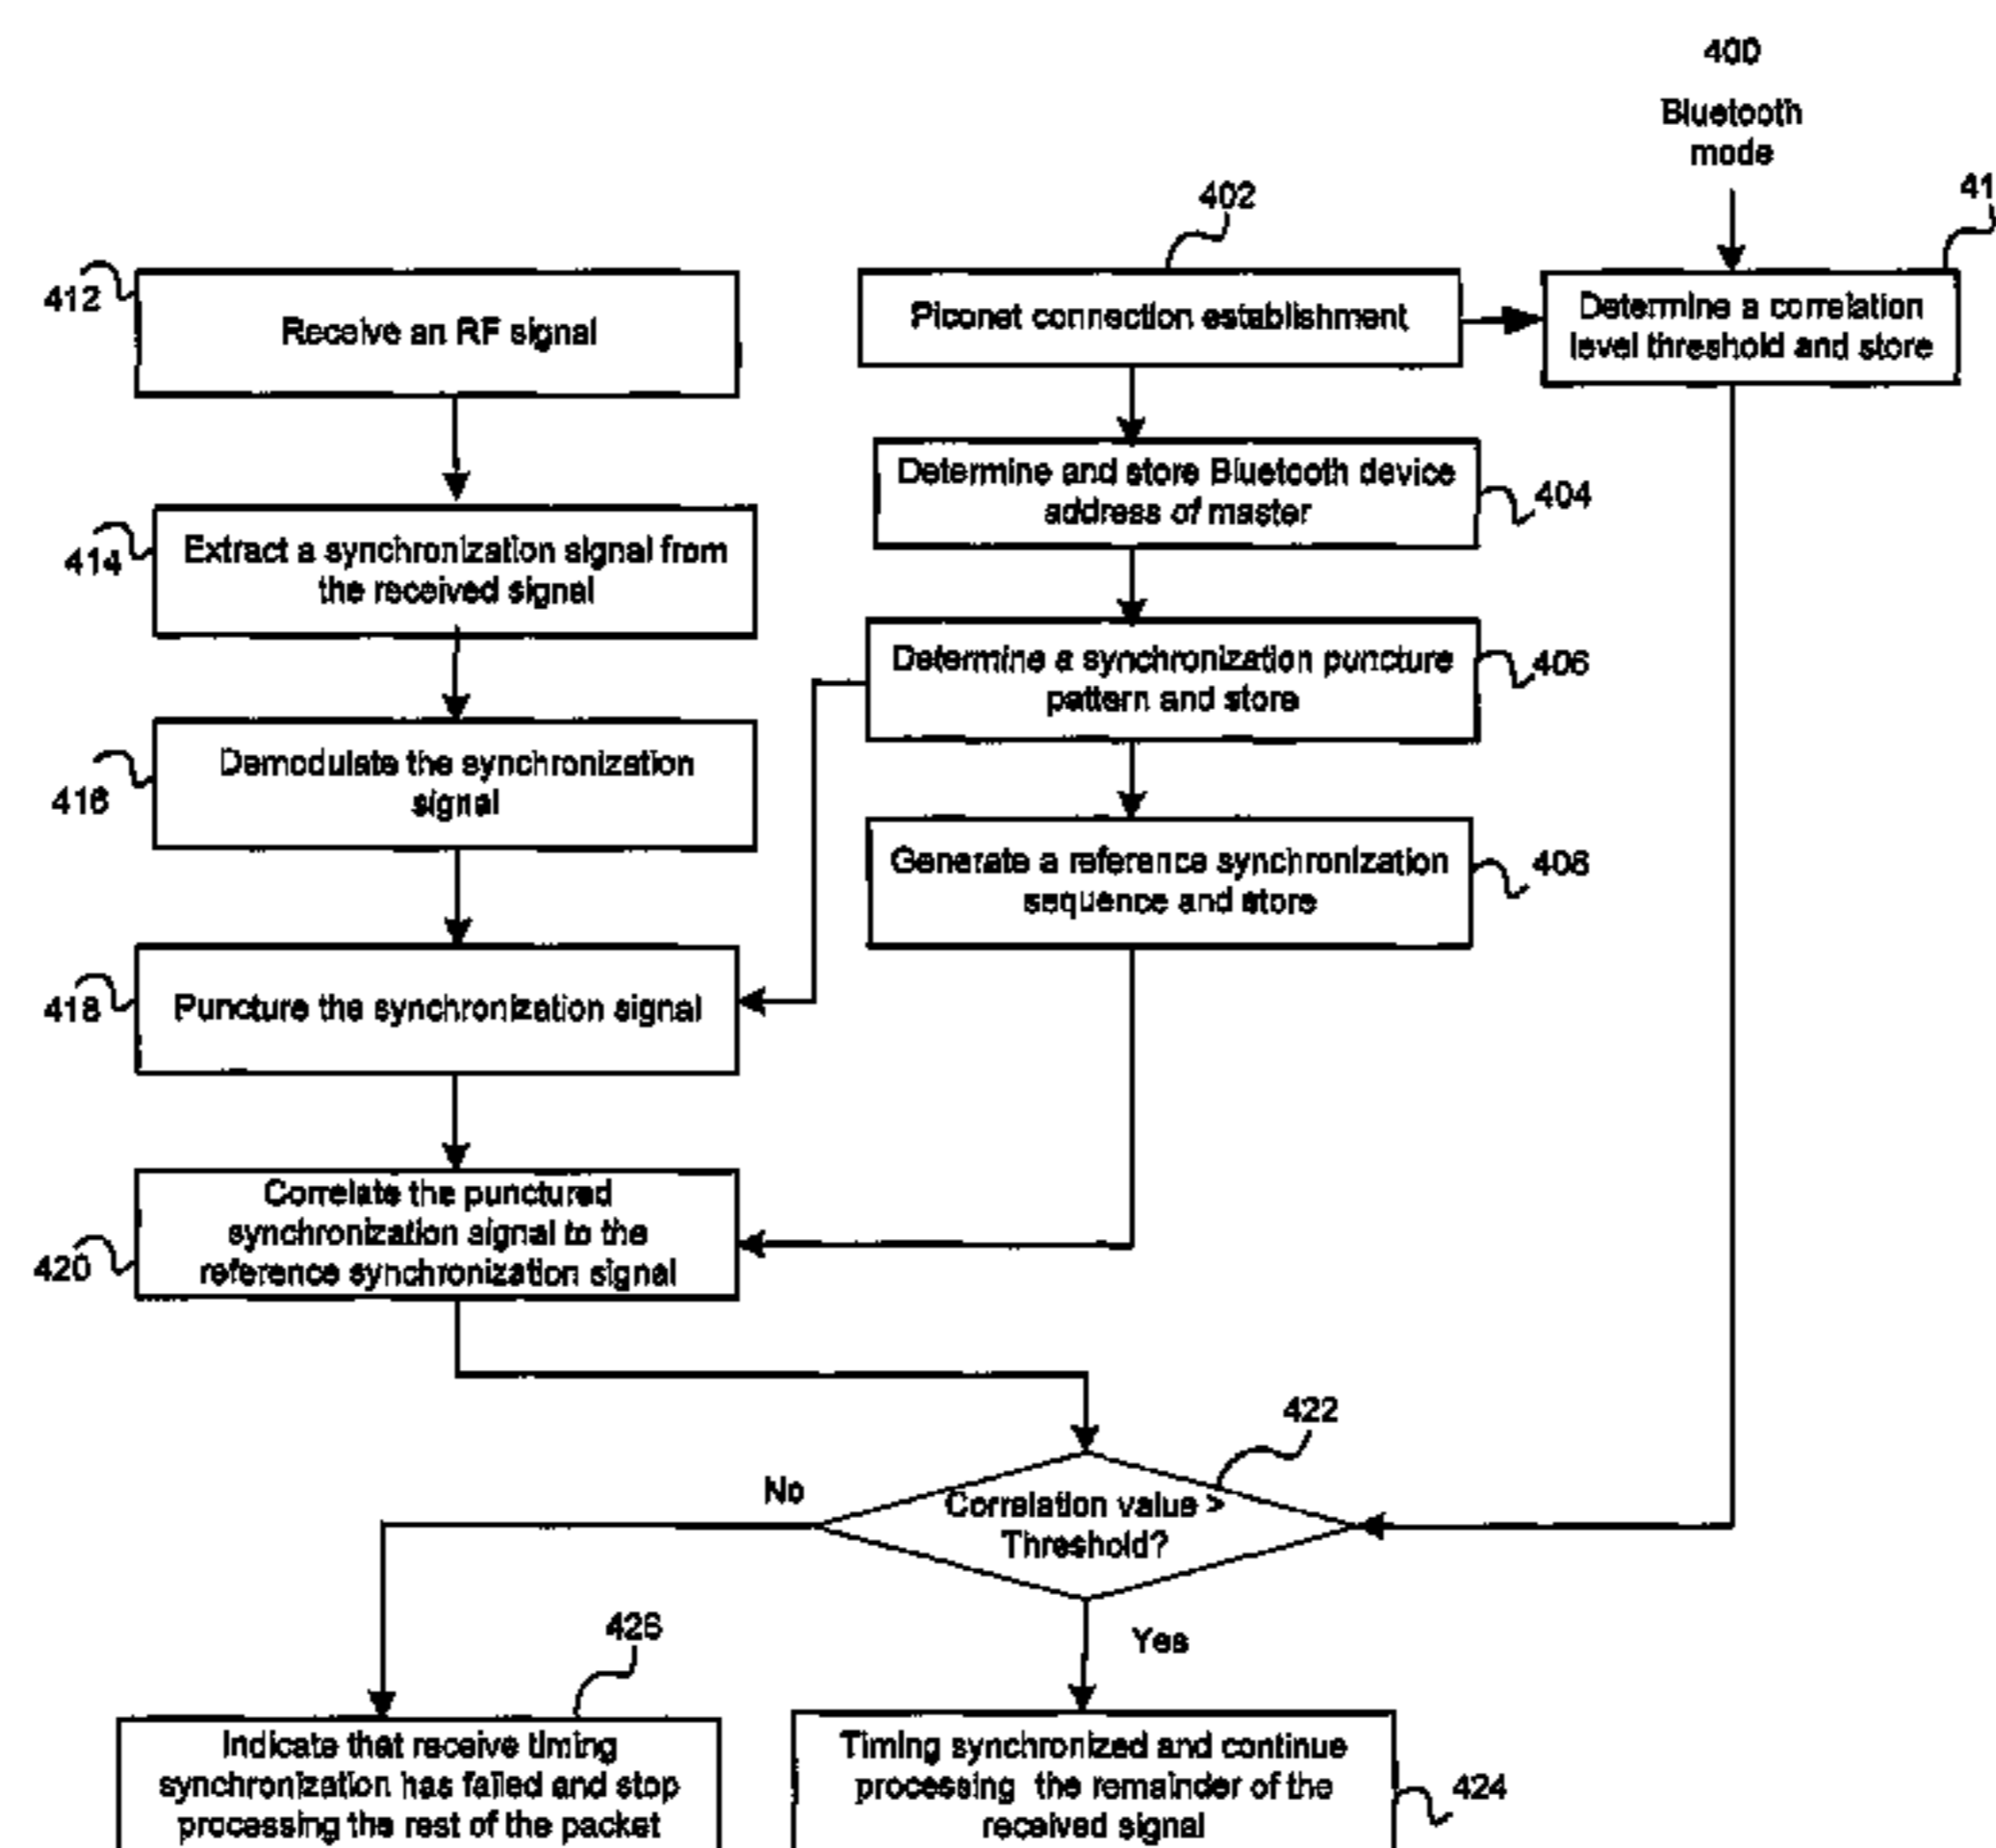 400
Bluetooth
mode
402
41
412
Receive an RF signal
Piconet connection establishment
Determine a correlation
level threshold and store
Determine and store Bluetooth device
address of master
404
414
Extract a synchronization signal from
the received signal
Determine a synchronization puncture
pattern and store
406
416
Demodulate the synchronization
signal
Generate a reference synchronization
sequence and store
408
418
Puncture the synchronization signal
Correlate the punctured
synchronization signal to the
reference synchronization signal
420
422
No
Correlation value >
Threshold?
426
Yes
Indicate that receive timing
synchronization has failed and stop
processing the rest of the packet
Timing synchronized and continue
processing the remainder of the
received signal
424